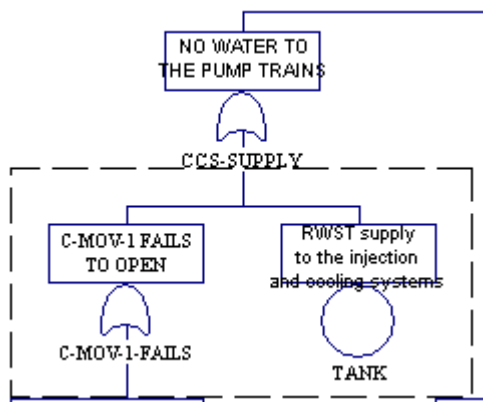 NO WATER TO
THE PUMP TRAINS
CCS-SUPPLY
C-MOV-1 FAILS
TO OPEN
RWST supply
to the injection
and cooling systems
C-MOV-1-FAILS
TANK